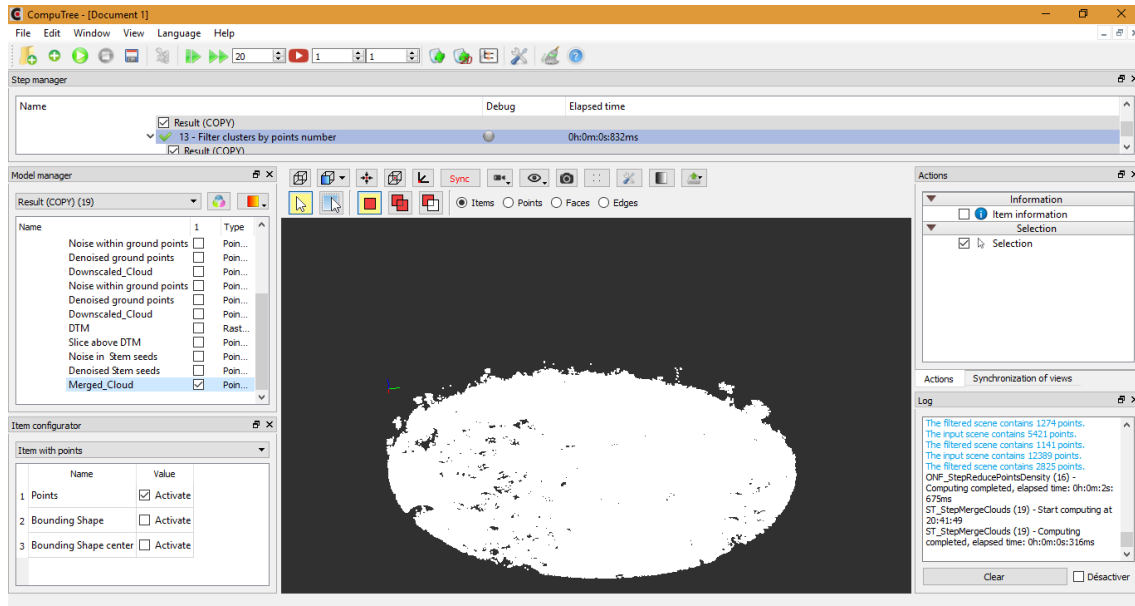 CompuTree - [Document 1]
File Edit Window View Language Help
20 1 1
Step manager
Name Debug Elapsed time
Result (COPY)
13 - Filter clusters by points number 0h:0m:0s:832ms
Result (COPY)
Model manager
Result (COPY) (19)
Name 1 Type
Noise within ground points Poin...
Denoised ground points Poin...
Downscaled_Cloud Poin...
Noise within ground points Poin...
Denoised ground points Poin...
Downscaled_Cloud Poin...
DTM Rast...
Slice above DTM Poin...
Noise in Stem seeds Poin...
Denoised Stem seeds Poin...
Merged_Cloud Poin...
Item configurator
Item with points
Name Value
1 Points Activate
2 Bounding Shape Activate
3 Bounding Shape center Activate
Sync
Items Points Faces Edges
Actions
Information
Item information
Selection
Selection
Actions Synchronization of views
Log
The filtered scene contains 1274 points.
The input scene contains 5421 points.
The filtered scene contains 1141 points.
The input scene contains 12389 points.
The filtered scene contains 2825 points.
ONF_StepReducePointsDensity (16) -
Computing completed, elapsed time: 0h:0m:2s:
675ms
ST_StepMergeClouds (19) - Start computing at
20:41:49
ST_StepMergeClouds (19) - Computing
completed, elapsed time: 0h:0m:0s:316ms
Clear Désactiver